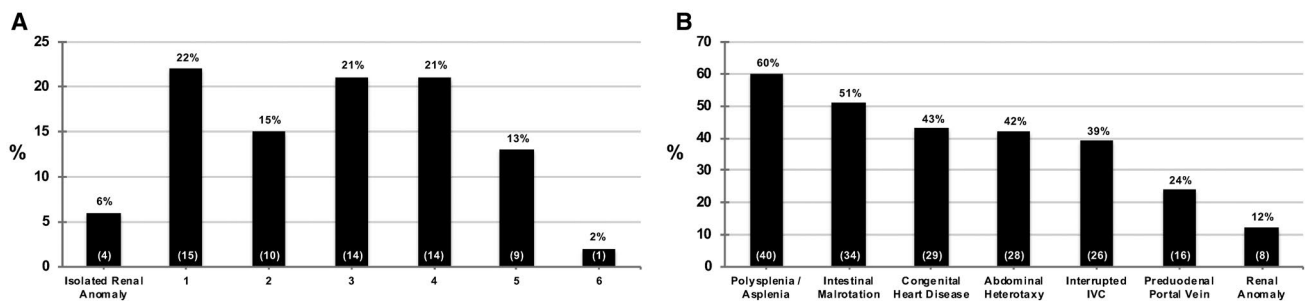 A
25
20
15
10
5
0
%
6%
22%
15%
21%
21%
13%
2%
(4)
(15)
(10)
(14)
(14)
(9)
(1)
Isolated Renal
Anomaly
1
2
3
4
5
6
B
70
60
50
40
30
20
10
0
%
60%
51%
43%
42%
39%
24%
12%
(40)
(34)
(29)
(28)
(26)
(16)
(8)
Polysplenia /
Asplenia
Intestinal
Malrotation
Congenital
Heart Disease
Abdominal
Heterotaxy
Interrupted
IVC
Preduodenal
Portal Vein
Renal
Anomaly